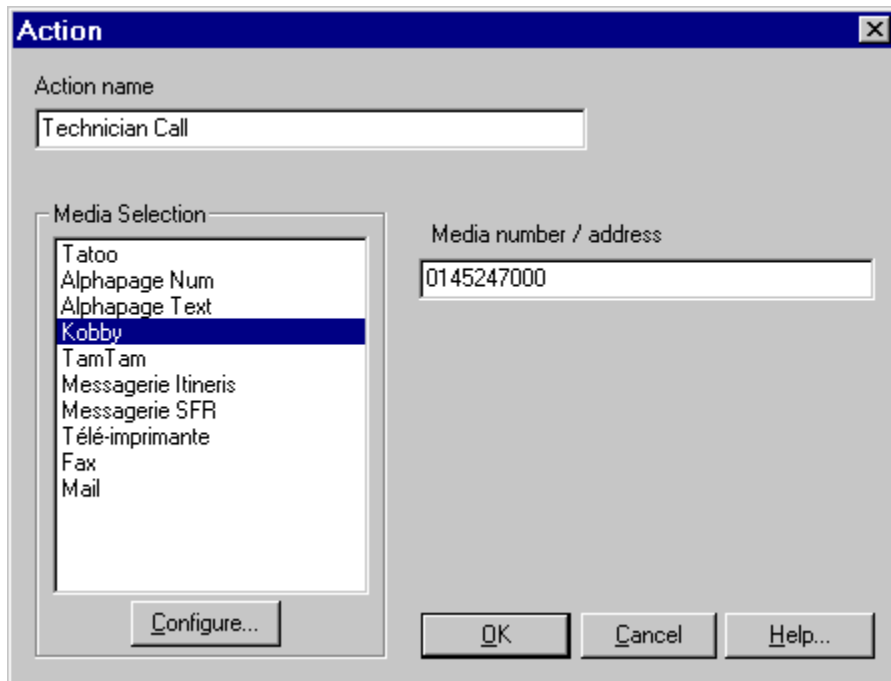 Action
Action name
Technician Call
Media Selection
Tatoo
Alphapage Num
Alphapage Text
Kobby
TamTam
Messagerie Itineris
Messagerie SFR
Télé-imprimante
Fax
Mail
Configure...
Media number / address
0145247000
OK
Cancel
Help...